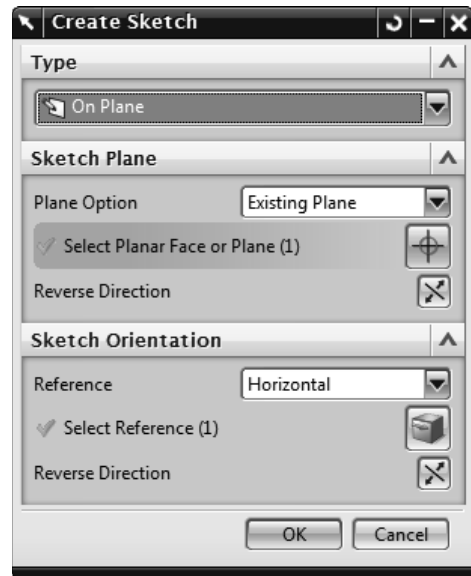 Create Sketch
Type
On Plane
Sketch Plane
Plane Option Existing Plane
Select Planar Face or Plane (1)
Reverse Direction
Sketch Orientation
Reference Horizontal
Select Reference (1)
Reverse Direction
OK Cancel